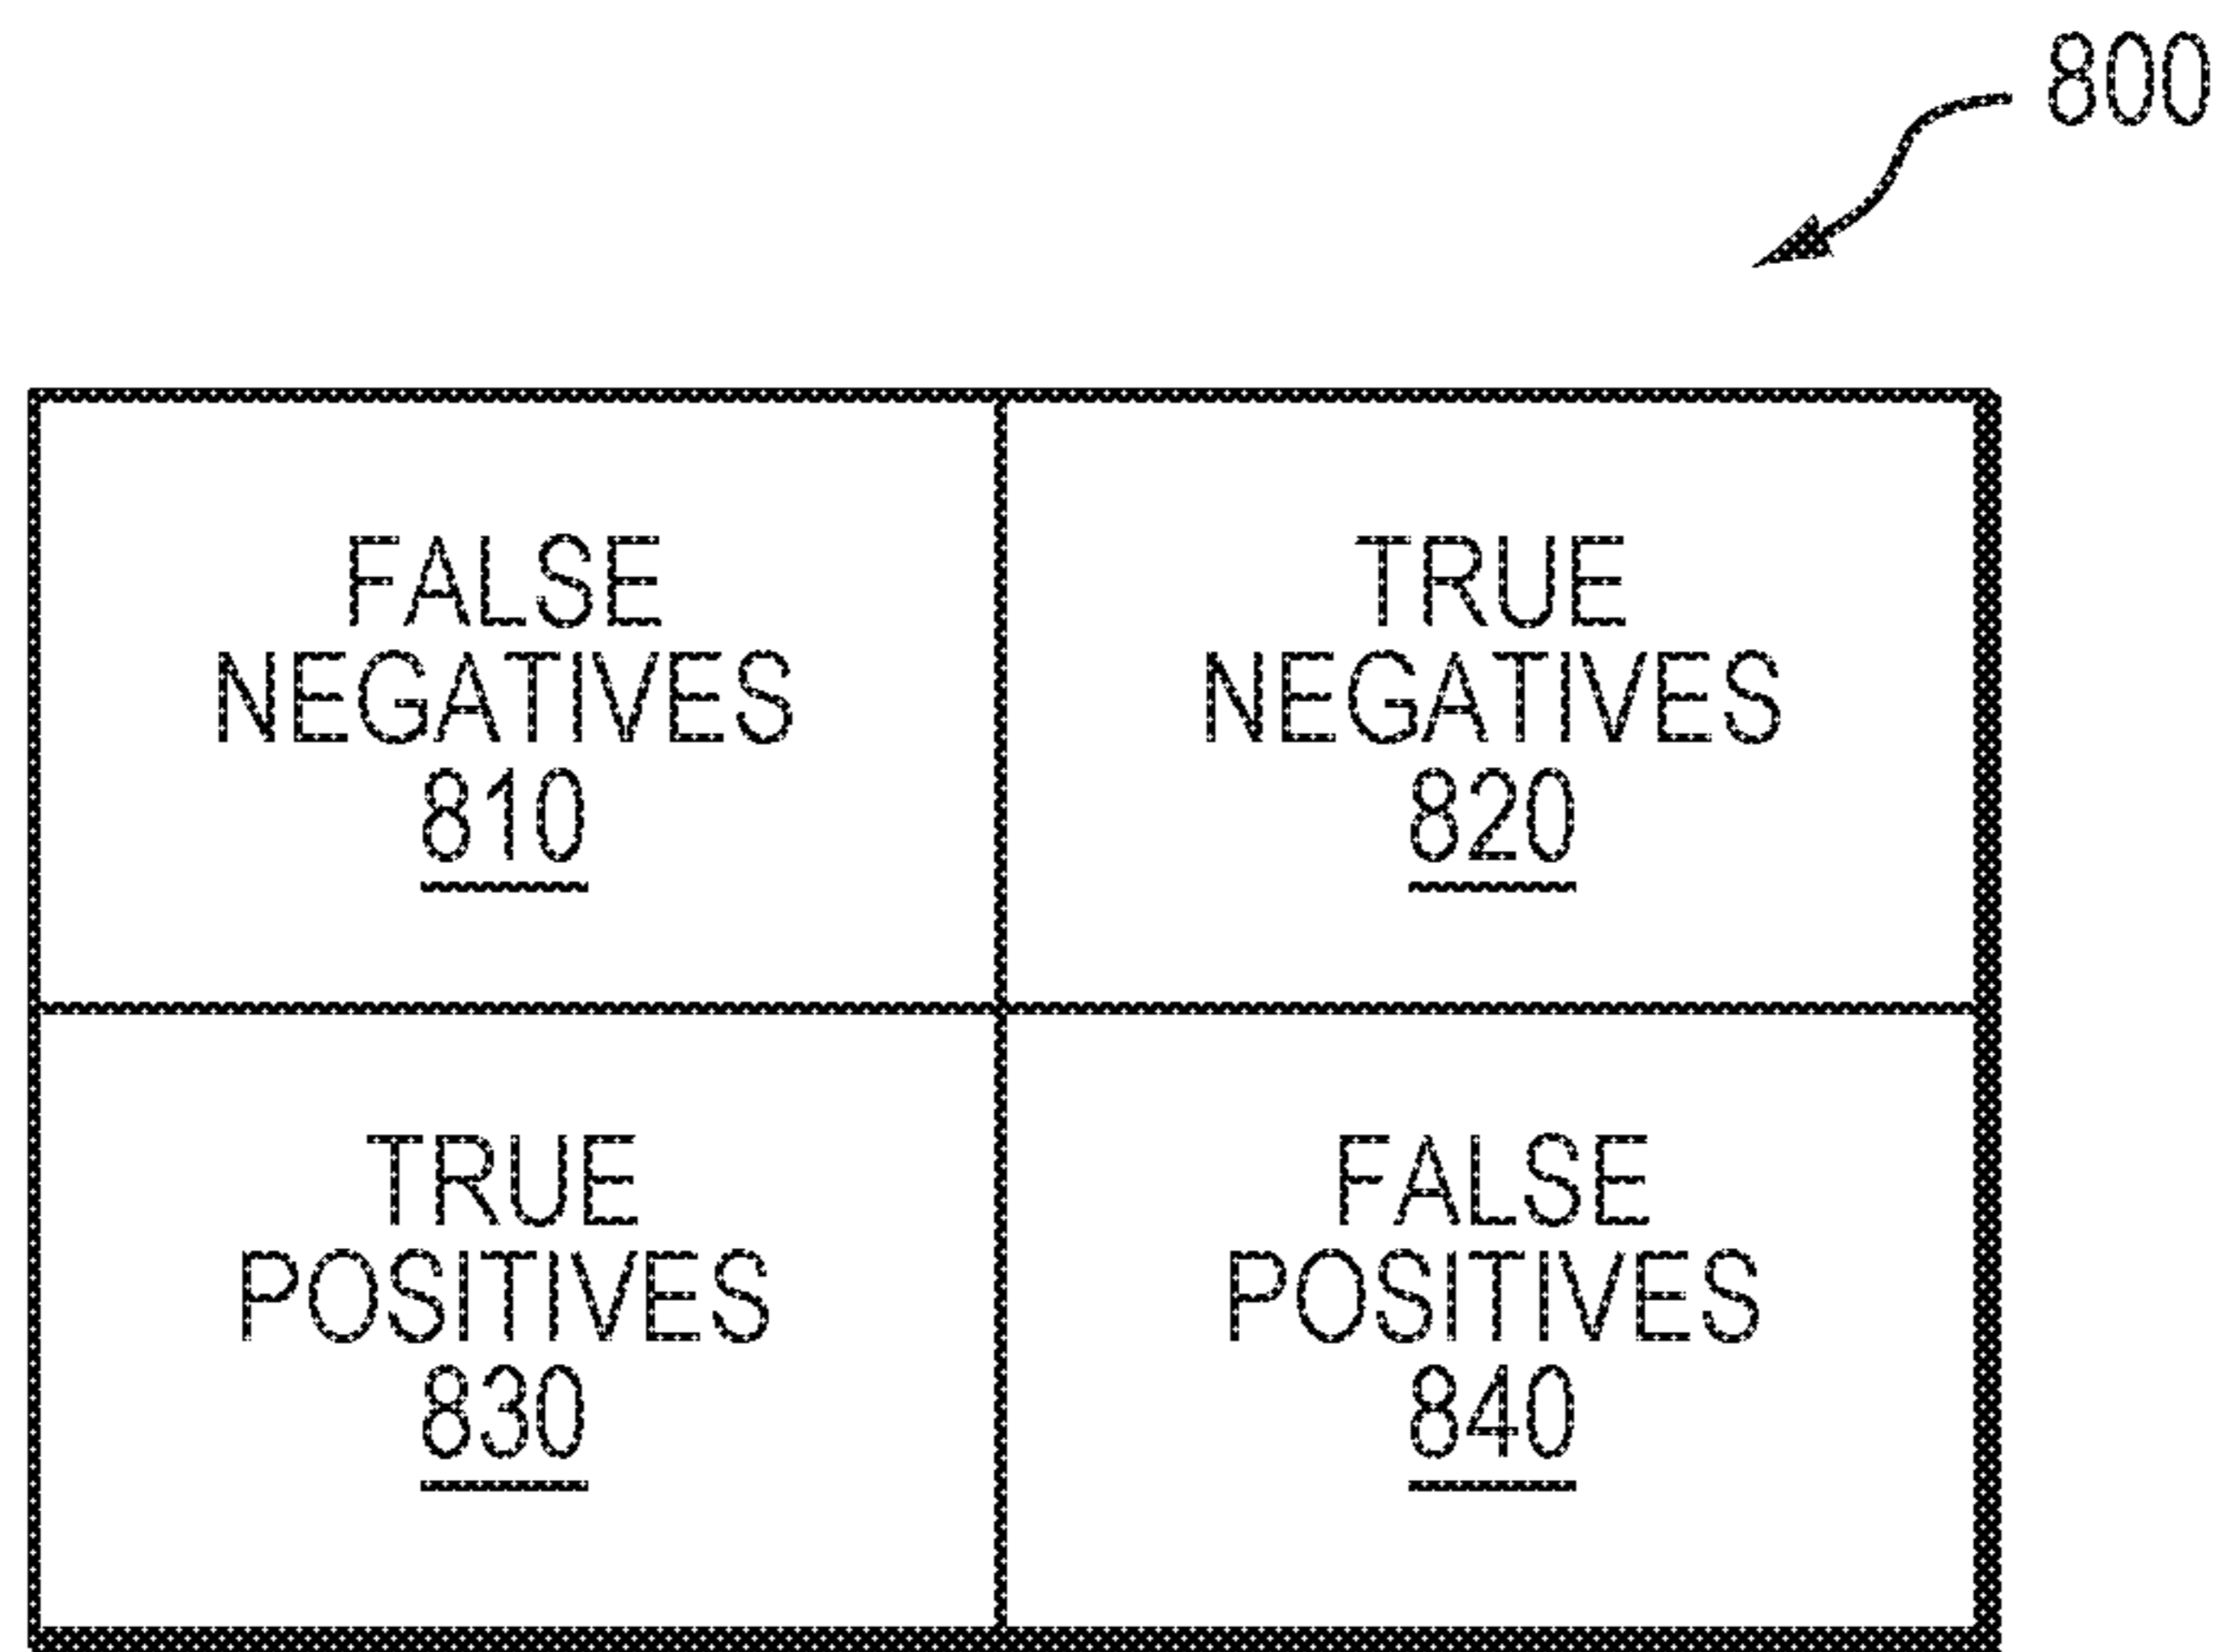 800
FALSE
NEGATIVES
810
TRUE
NEGATIVES
820
TRUE
POSITIVES
830
FALSE
POSITIVES
840